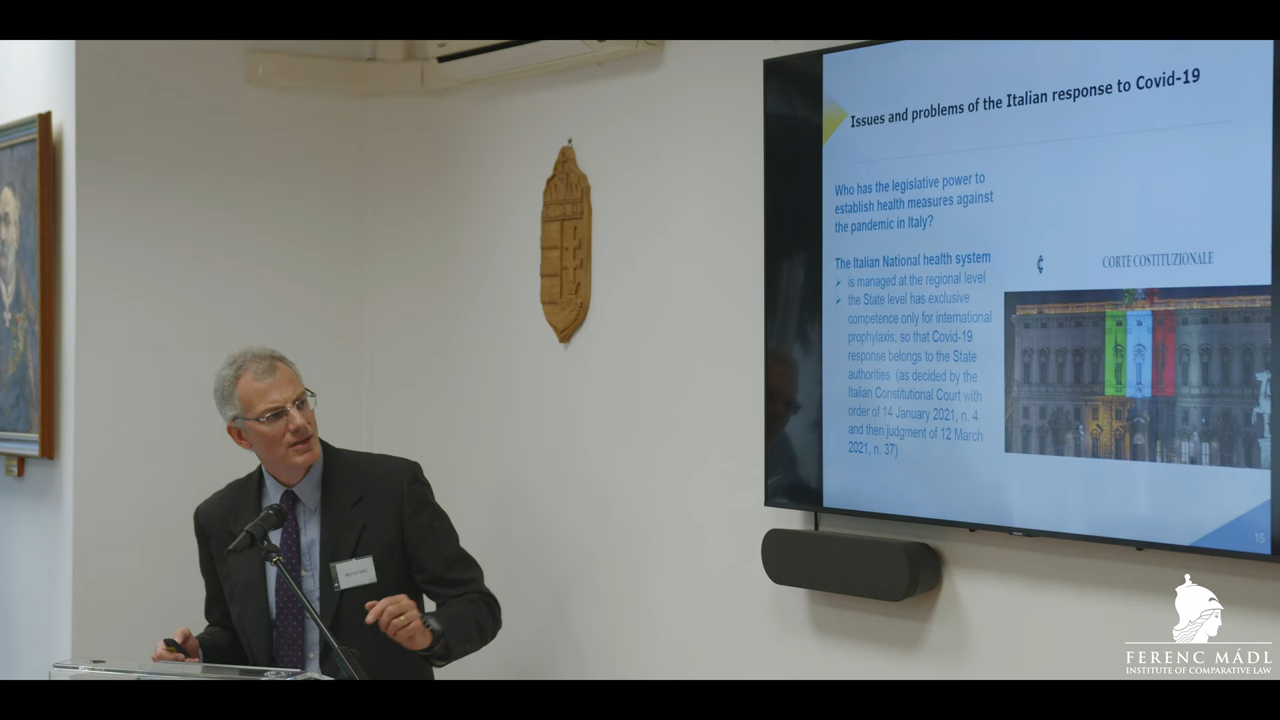 Issues and problems of the Italian response to Covid-19
Who has the legislative power to
establish health measures against
the pandemic in Italy?
The Italian National health system
➢ is managed at the regional level
➢ the State level has exclusive
competence only for international
prophylaxis, so that Covid-19
response belongs to the State
authorities (as decided by the
Italian Constitutional Court with
order of 14 January 2021, n. 4
and then judgment of 12 March
2021, n. 37)
CORTE COSTITUZIONALE
15
FERENC MÁDL
INSTITUTE OF COMPARATIVE LAW